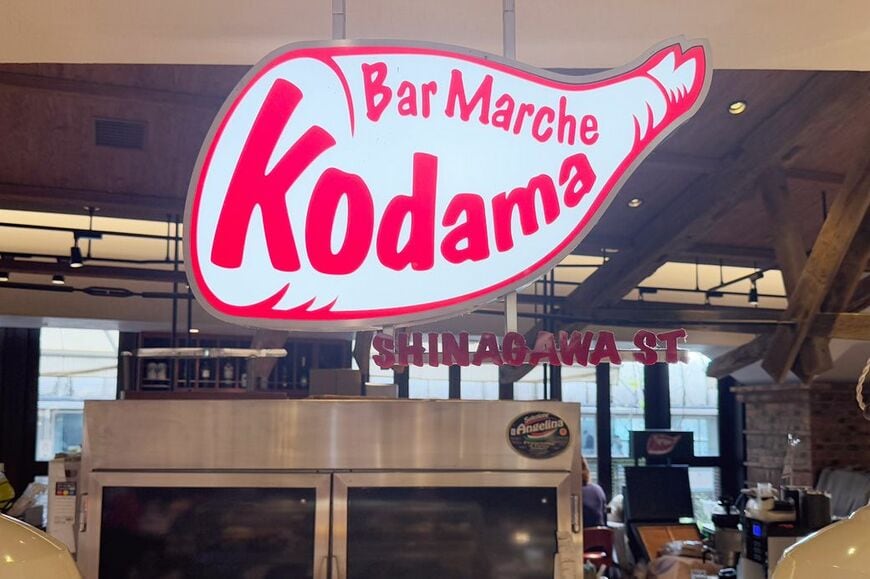 Bar Marche
Kodama
SHINAGAWA ST.
Angelina